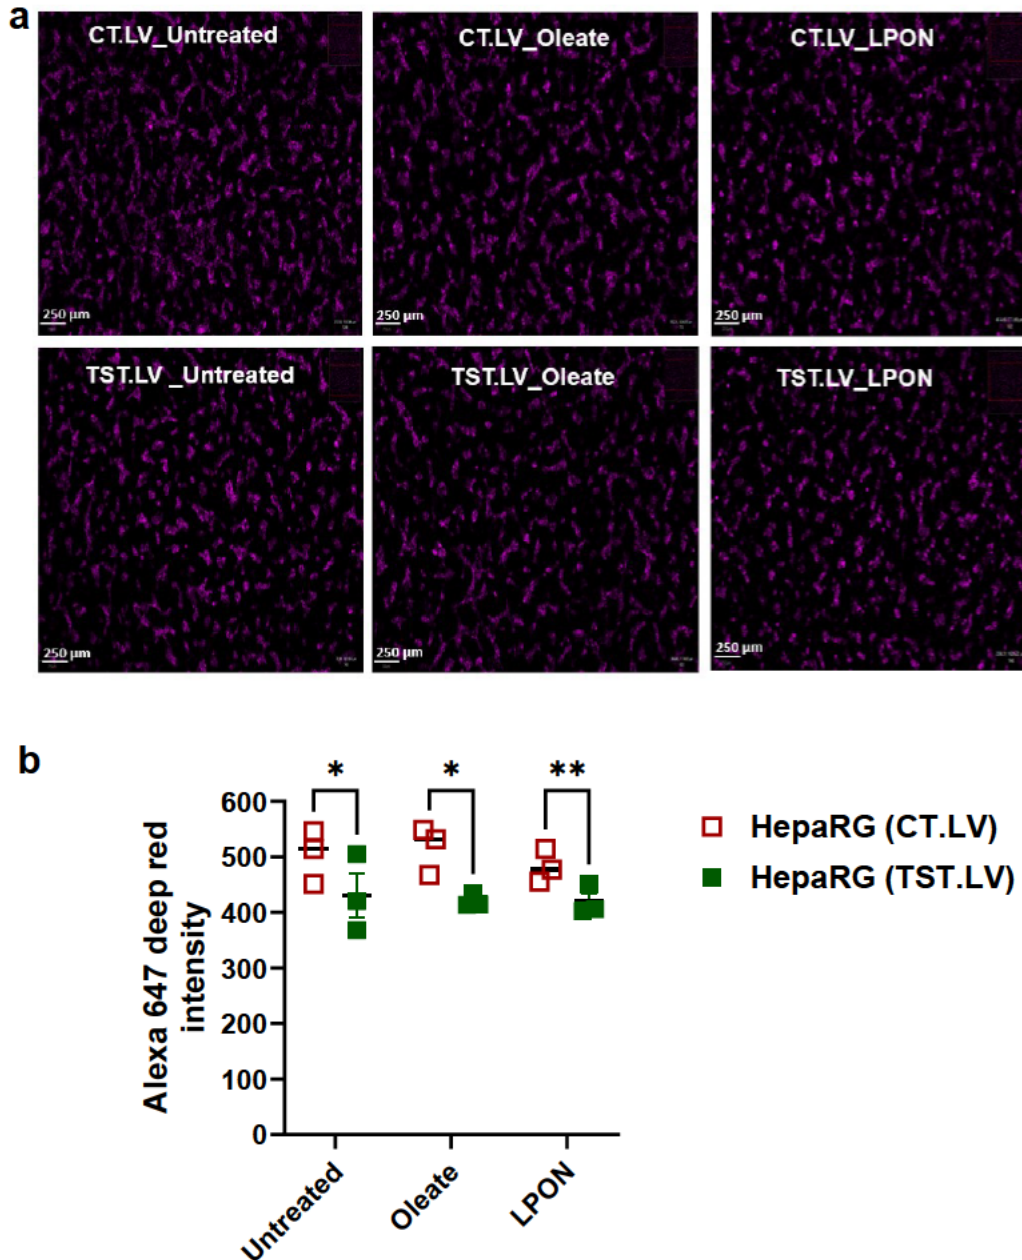 a
CT.LV_Untreated
CT.LV_Oleate
CT.LV_LPON
250 µm
250 µm
250 µm
TST.LV _Untreated
TST.LV_Oleate
TST.LV_LPON
250 µm
250 µm
250 µm
b
* * **
600
500
400
300
200
100
0
Alexa 647 deep red
intensity
Untreated
Oleate
LPON
HepaRG (CT.LV)
HepaRG (TST.LV)